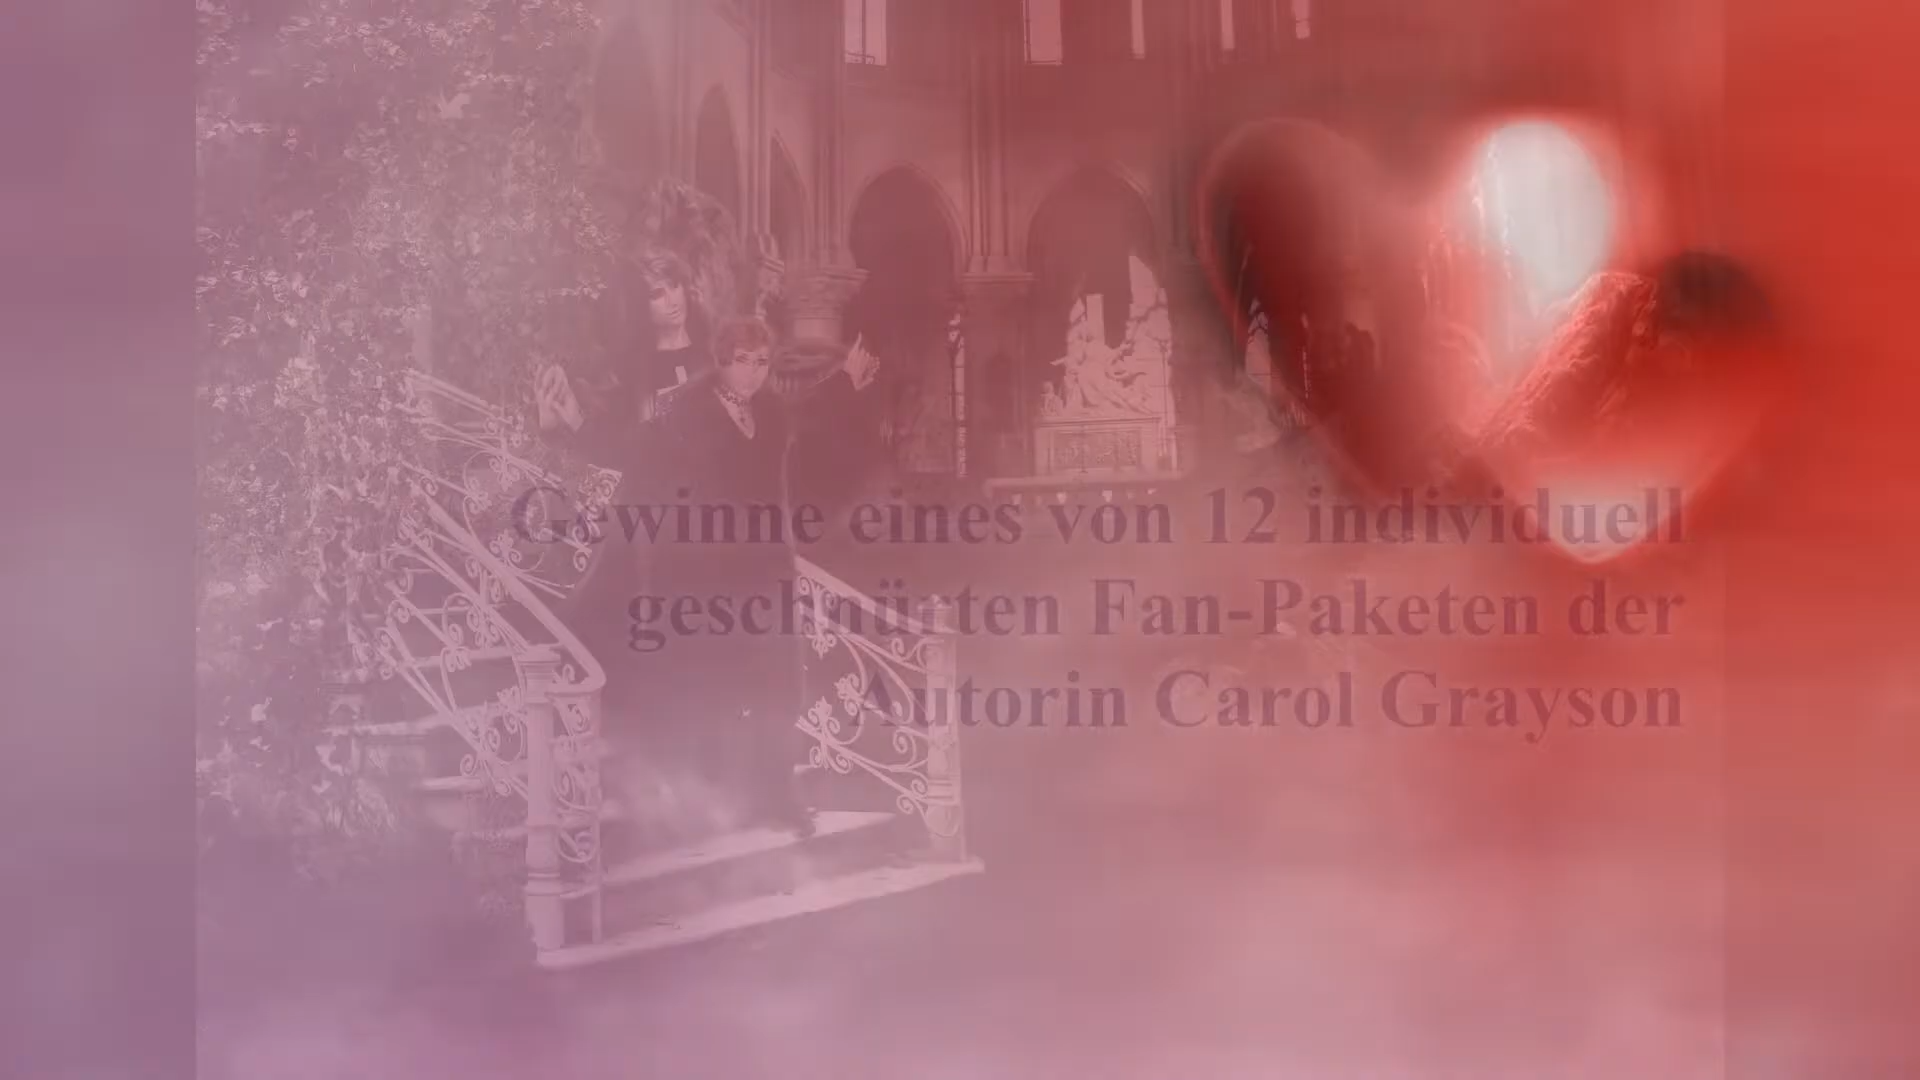 Gewinne eines von 12 individuell
geschnürten Fan-Paketen der
Autorin Carol Grayson